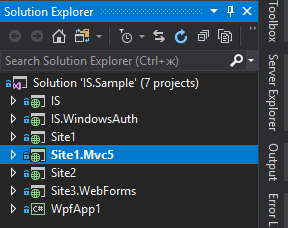 Solution Explorer
Search Solution Explorer (Ctrl+ж)
Solution 'IS.Sample' (7 projects)
IS
IS.WindowsAuth
Site1
Site1.Mvc5
Site2
Site3.WebForms
C# WpfApp1
Toolbox
Server Explorer
Output
Error L